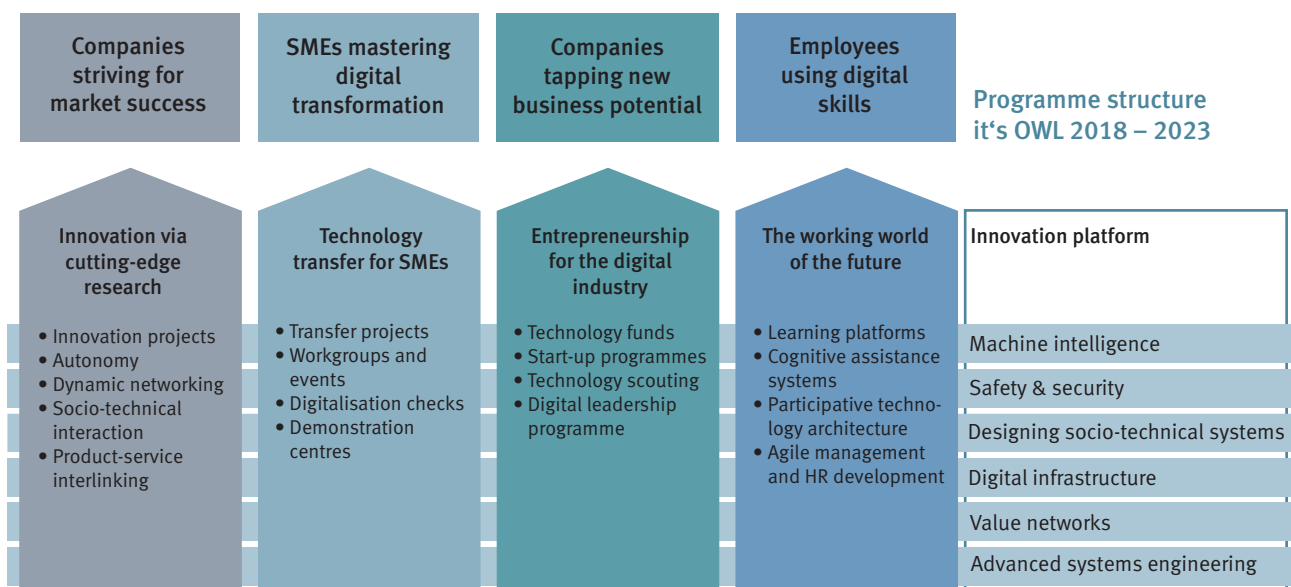 Companies
striving for
market success
SMEs mastering
digital
transformation
Companies
tapping new
business potential
Employees
using digital
skills
Programme structure
it‘s OWL 2018 – 2023
Innovation via
cutting-edge
research
• Innovation projects
• Autonomy
• Dynamic networking
• Socio-technical
interaction
• Product-service
interlinking
Technology
transfer for SMEs
• Transfer projects
• Workgroups and
events
• Digitalisation checks
• Demonstration
centres
Entrepreneurship
for the digital
industry
• Technology funds
• Start-up programmes
• Technology scouting
• Digital leadership
programme
The working world
of the future
• Learning platforms
• Cognitive assistance
systems
• Participative techno-
logy architecture
• Agile management
and HR development
Innovation platform
Machine intelligence
Safety & security
Designing socio-technical systems
Digital infrastructure
Value networks
Advanced systems engineering